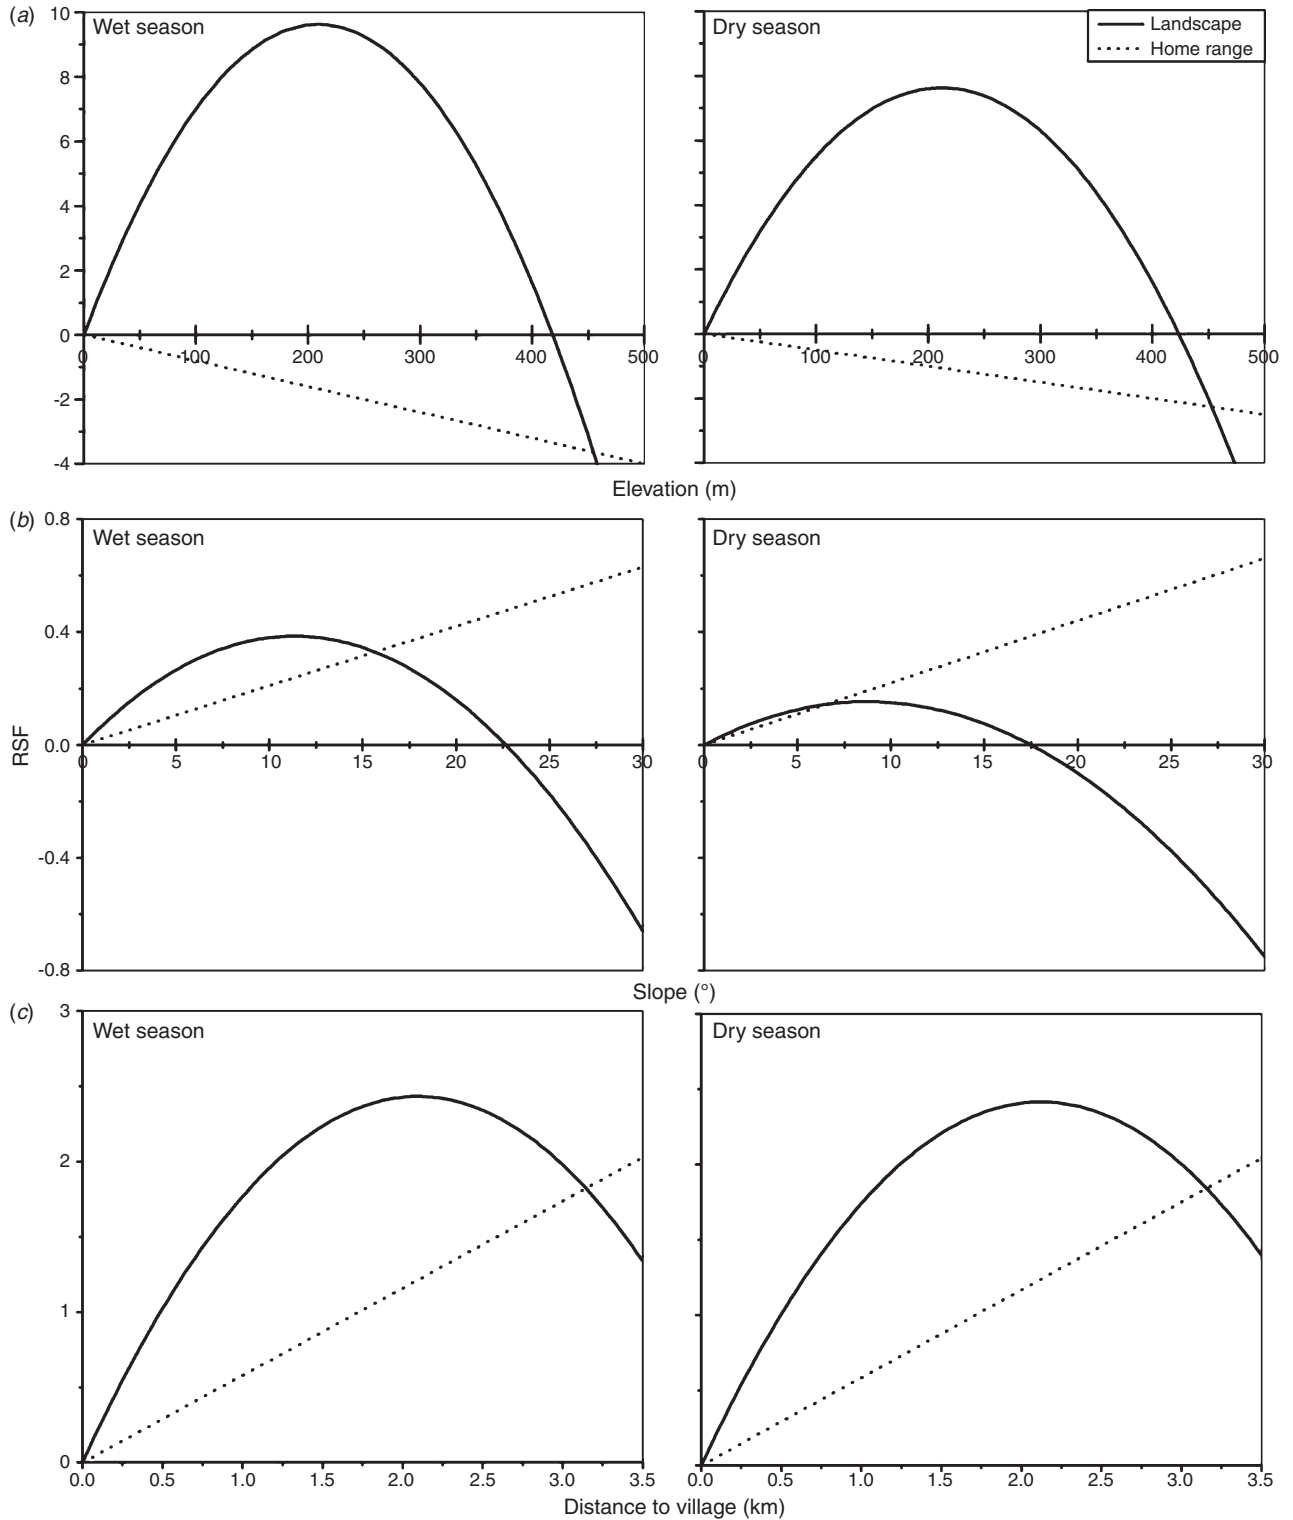 (a)
Wet season
Dry season
Landscape
Home range
10
8
6
4
2
0
-2
-4
0 100 200 300 400 500
0 100 200 300 400 500
Elevation (m)
(b)
Wet season
Dry season
0.8
0.4
0.0
-0.4
-0.8
0 5 10 15 20 25 30
0 5 10 15 20 25 30
RSF
Slope (°)
(c)
Wet season
Dry season
3
2
1
0
0.0 0.5 1.0 1.5 2.0 2.5 3.0 3.5
0.0 0.5 1.0 1.5 2.0 2.5 3.0 3.5
Distance to village (km)